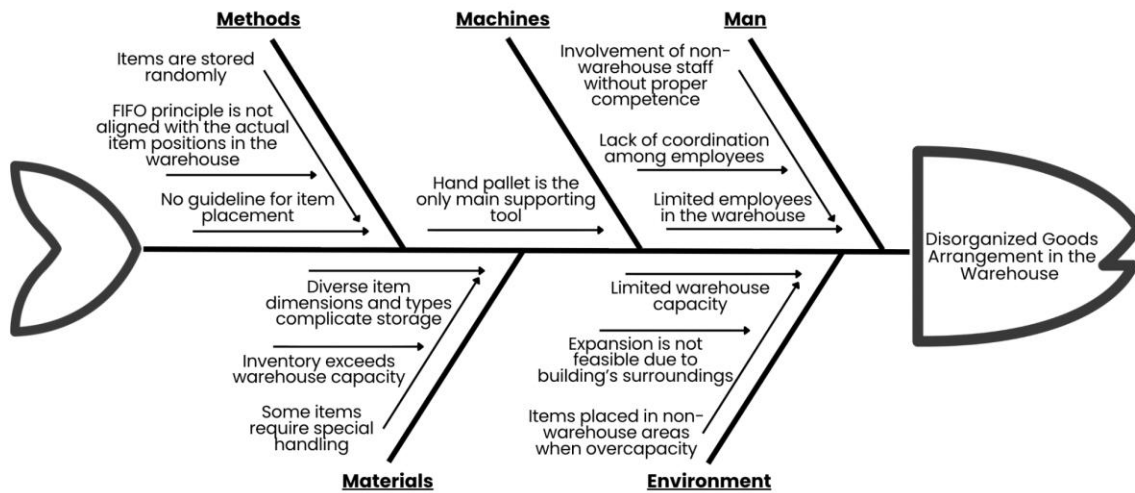 Methods
Items are stored
randomly
FIFO principle is not
aligned with the actual
item positions in the
warehouse
No guideline for item
placement
Machines
Hand pallet is the
only main supporting
tool
Man
Involvement of non-
warehouse staff
without proper
competence
Lack of coordination
among employees
Limited employees
in the warehouse
Disorganized Goods
Arrangement in the
Warehouse
Diverse item
dimensions and types
complicate storage
Inventory exceeds
warehouse capacity
Some items
require special
handling
Materials
Limited warehouse
capacity
Expansion is not
feasible due to
building's surroundings
Items placed in non-
warehouse areas
when overcapacity
Environment